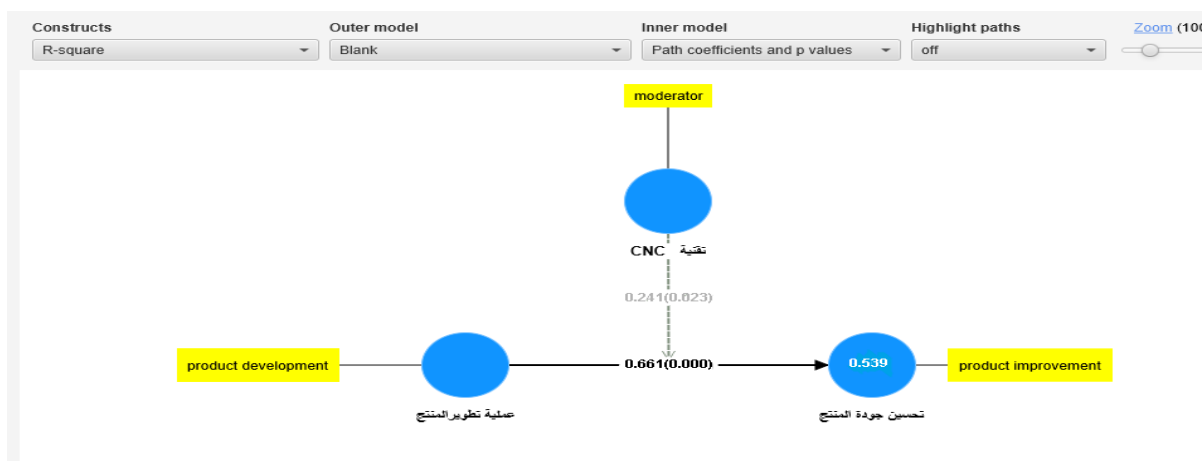 Constructs Outer model Inner model Highlight paths Zoom (100
R-square Blank Path coefficients and p values off
moderator
تقنية CNC
0.241(0.023)
product development 0.661(0.000) 0.539 product improvement
عملية تطويرالمنتج تحسين جودة المنتج